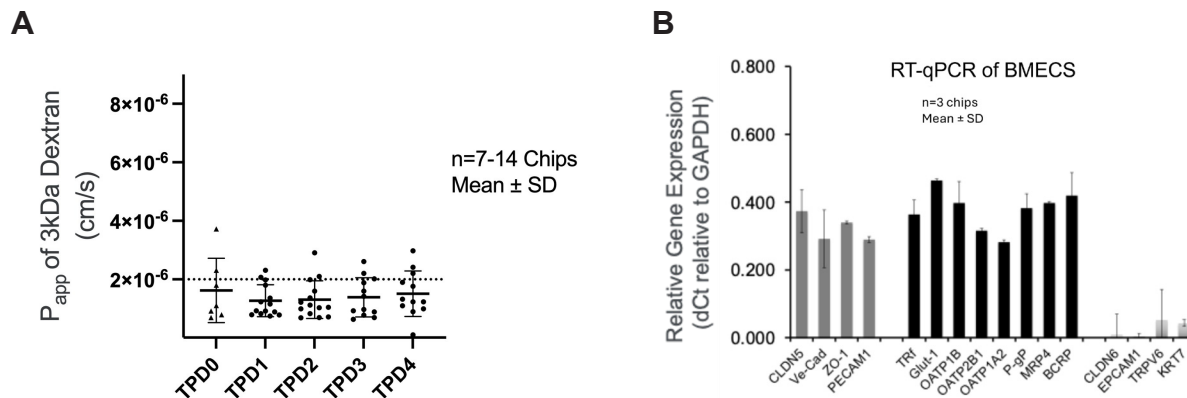 A
B
P_app of 3kDa Dextran
(cm/s)
8×10⁻⁶
6×10⁻⁶
4×10⁻⁶
2×10⁻⁶
n=7-14 Chips
Mean ± SD
TPD0
TPD1
TPD2
TPD3
TPD4
RT-qPCR of BMECS
n=3 chips
Mean ± SD
Relative Gene Expression
(dCt relative to GAPDH)
0.800
0.600
0.400
0.200
0.000
CLDN5
Ve-Cad
ZO-1
PECAM1
TRf
Glut-1
OATP1B
OATP2B1
OATP1A2
P-gP
MRP4
BCRP
CLDN6
EPCAM1
TRPV6
KRT7